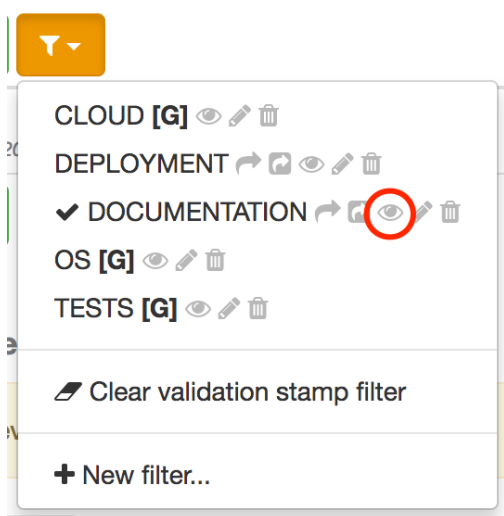 CLOUD [G]
DEPLOYMENT
DOCUMENTATION
OS [G]
TESTS [G]
Clear validation stamp filter
New filter...